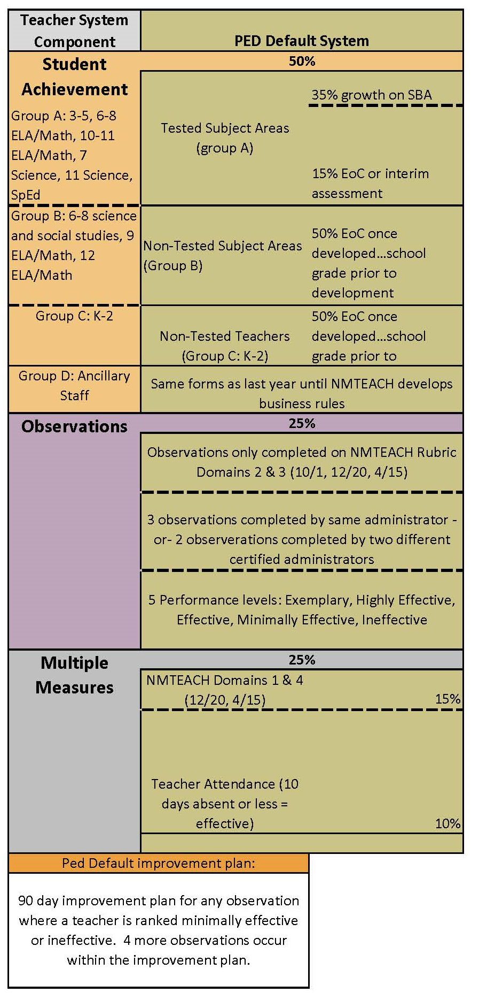 Teacher System
Component
PED Default System
Student
Achievement
50%
Group A: 3-5, 6-8
ELA/Math, 10-11
ELA/Math, 7
Science, 11 Science,
SpEd
Tested Subject Areas
(group A)
35% growth on SBA
15% EoC or interim
assessment
Group B: 6-8 science
and social studies, 9
ELA/Math, 12
ELA/Math
Non-Tested Subject Areas
(Group B)
50% EoC once
developed...school
grade prior to
development
Group C: K-2
Non-Tested Teachers
(Group C: K-2)
50% EoC once
developed...school
grade prior to
Group D: Ancillary
Staff
Same forms as last year until NMTEACH develops
business rules
Observations
25%
Observations only completed on NMTEACH Rubric
Domains 2 & 3 (10/1, 12/20, 4/15)
3 observations completed by same administrator -
or- 2 observerations completed by two different
certified administrators
5 Performance levels: Exemplary, Highly Effective,
Effective, Minimally Effective, Ineffective
Multiple
Measures
25%
NMTEACH Domains 1 & 4
(12/20, 4/15)
15%
Teacher Attendance (10
days absent or less =
effective)
10%
Ped Default improvement plan:
90 day improvement plan for any observation
where a teacher is ranked minimally effective
or ineffective.  4 more observations occur
within the improvement plan.